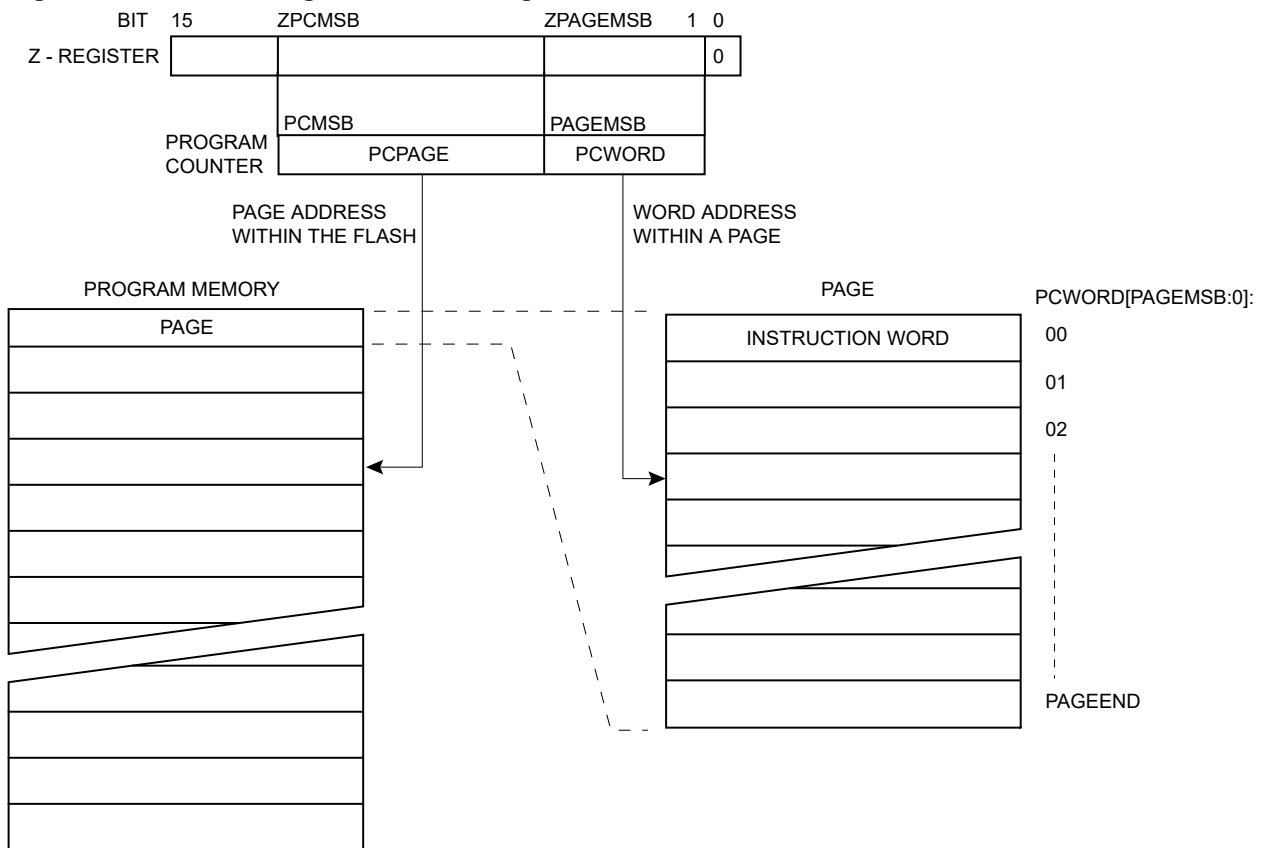 BIT 15 ZPCMSB ZPAGEMSB 1 0
Z - REGISTER 0
PCMSB PAGEMSB
PROGRAM
COUNTER
PCPAGE PCWORD
PAGE ADDRESS
WITHIN THE FLASH
WORD ADDRESS
WITHIN A PAGE
PROGRAM MEMORY
PAGE
PAGE
INSTRUCTION WORD
PCWORD[PAGEMSB:0]:
00
01
02
PAGEEND